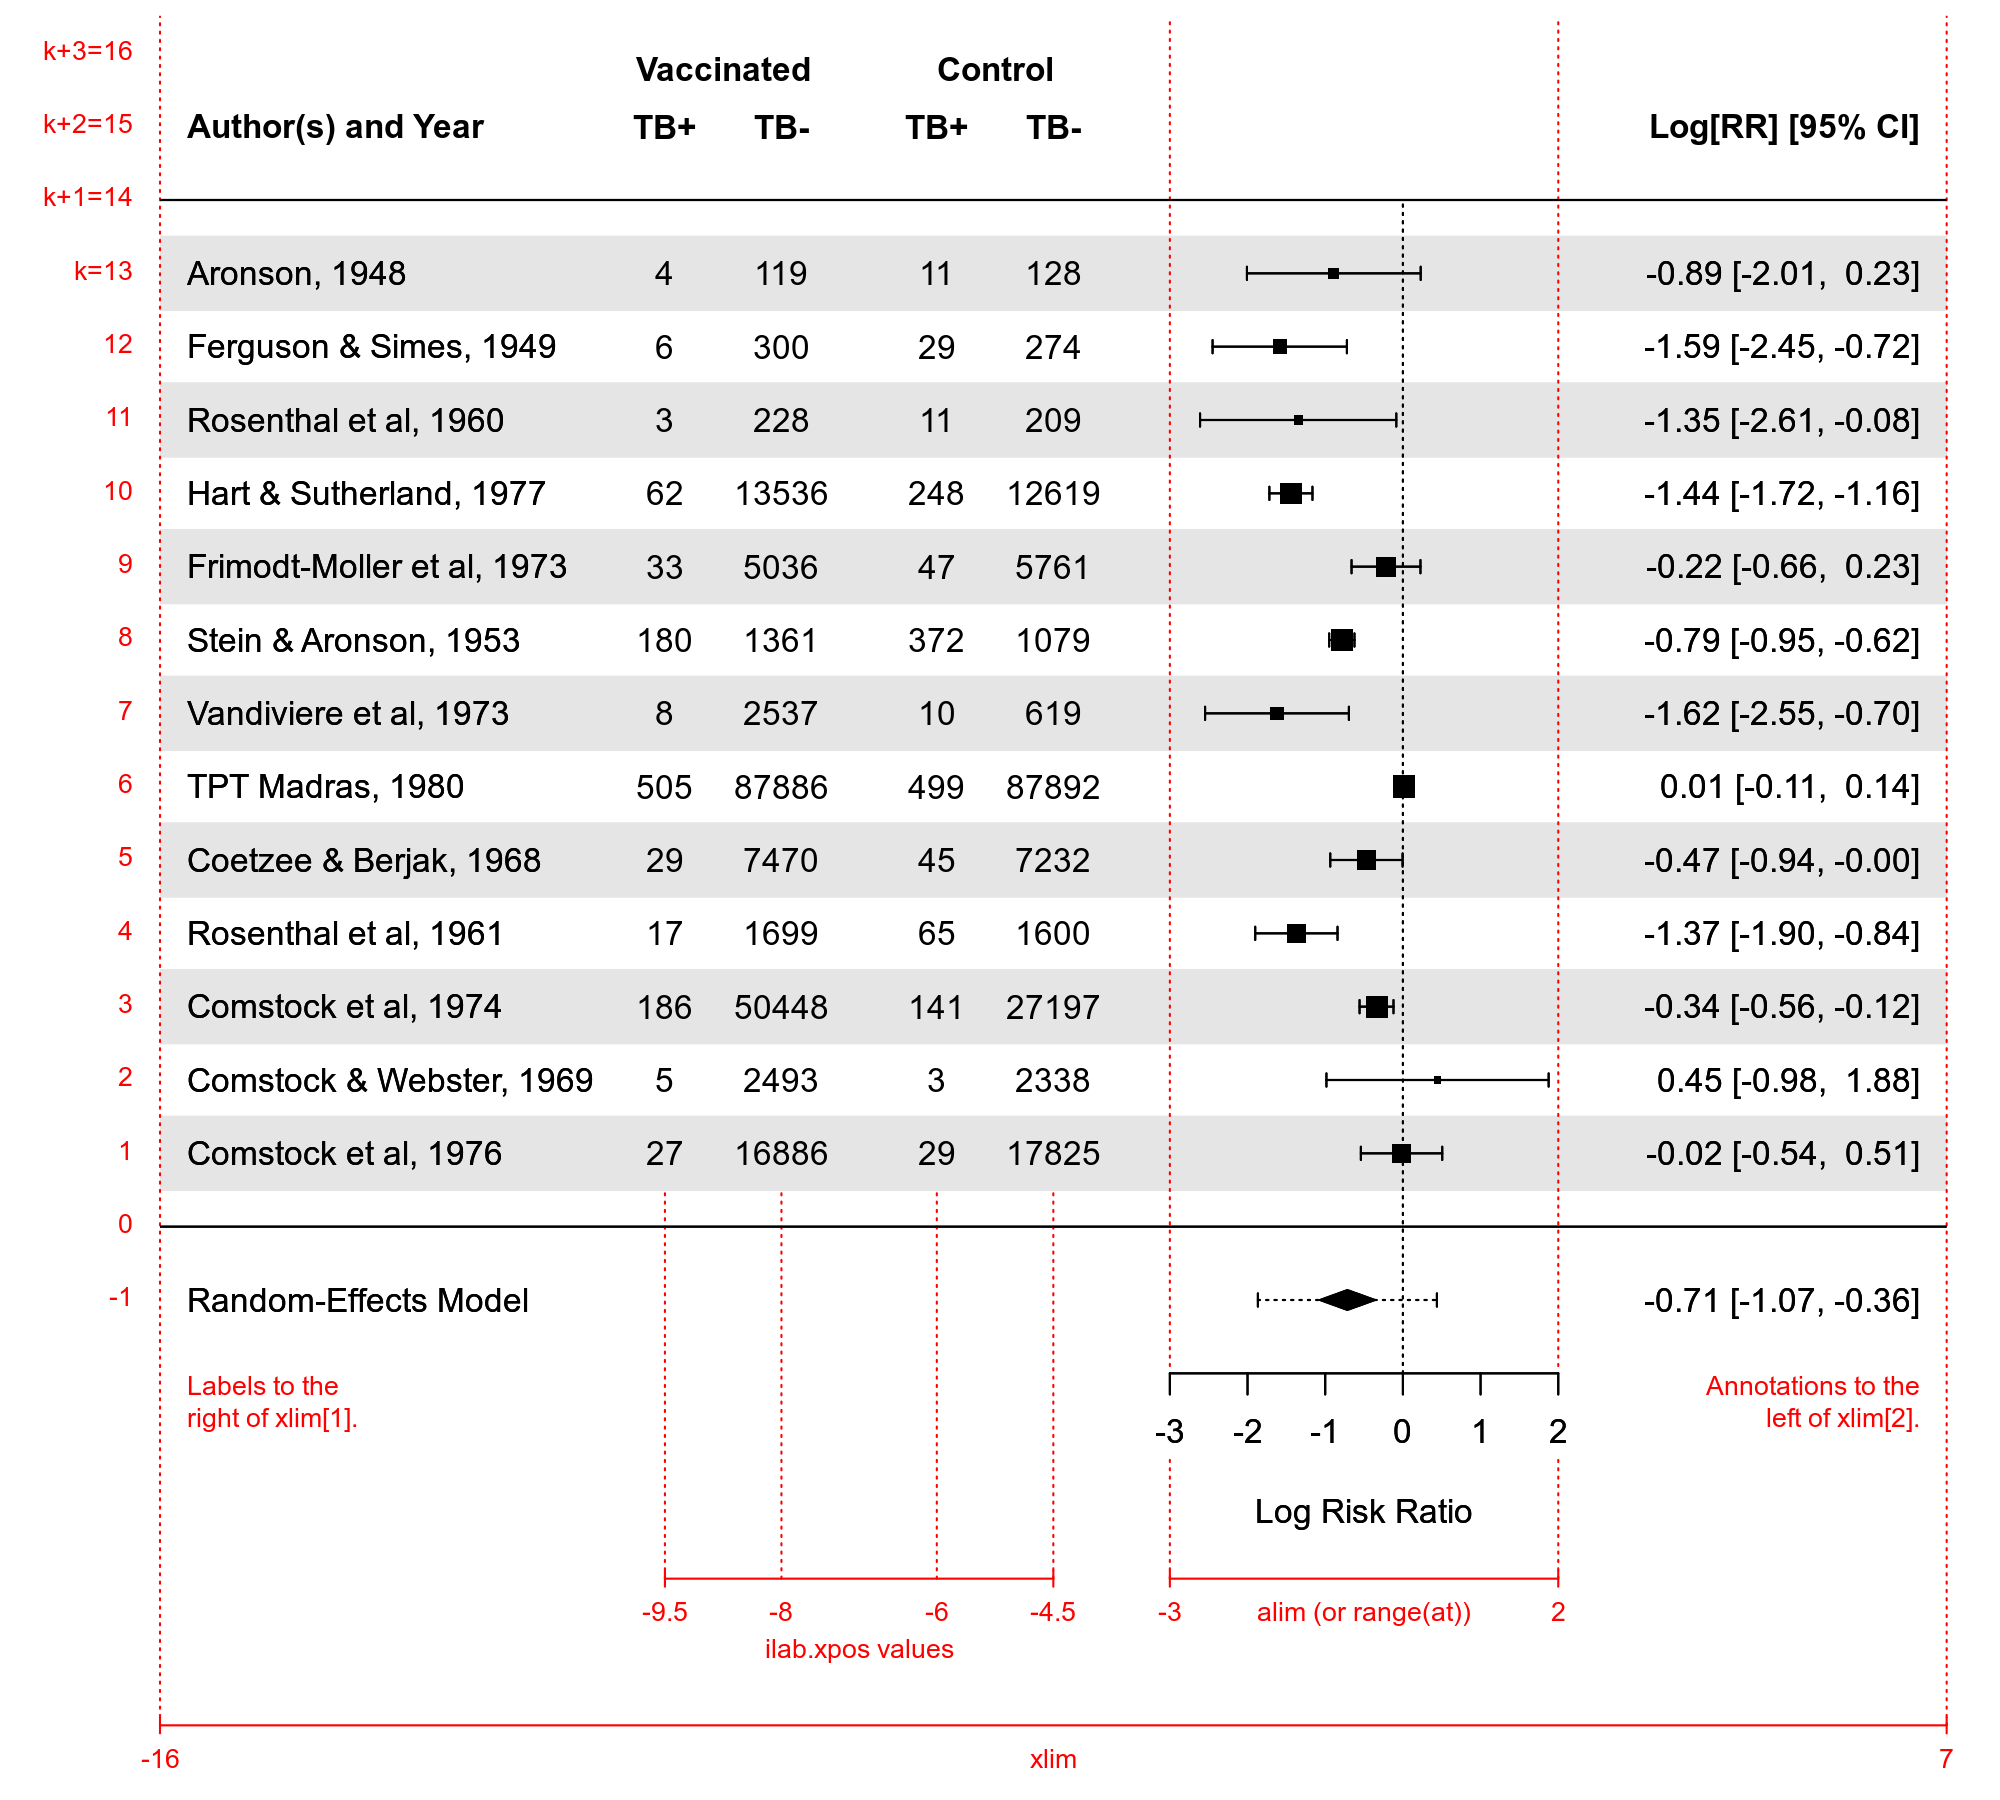 k+3=16
Vaccinated Control
k+2=15 Author(s) and Year TB+ TB- TB+ TB- Log[RR] [95% CI]
k+1=14
k=13 Aronson, 1948 4 119 11 128 -0.89 [-2.01, 0.23]
12 Ferguson & Simes, 1949 6 300 29 274 -1.59 [-2.45, -0.72]
11 Rosenthal et al, 1960 3 228 11 209 -1.35 [-2.61, -0.08]
10 Hart & Sutherland, 1977 62 13536 248 12619 -1.44 [-1.72, -1.16]
9 Frimodt-Moller et al, 1973 33 5036 47 5761 -0.22 [-0.66, 0.23]
8 Stein & Aronson, 1953 180 1361 372 1079 -0.79 [-0.95, -0.62]
7 Vandiviere et al, 1973 8 2537 10 619 -1.62 [-2.55, -0.70]
6 TPT Madras, 1980 505 87886 499 87892 0.01 [-0.11, 0.14]
5 Coetzee & Berjak, 1968 29 7470 45 7232 -0.47 [-0.94, -0.00]
4 Rosenthal et al, 1961 17 1699 65 1600 -1.37 [-1.90, -0.84]
3 Comstock et al, 1974 186 50448 141 27197 -0.34 [-0.56, -0.12]
2 Comstock & Webster, 1969 5 2493 3 2338 0.45 [-0.98, 1.88]
1 Comstock et al, 1976 27 16886 29 17825 -0.02 [-0.54, 0.51]
0
-1 Random-Effects Model -0.71 [-1.07, -0.36]
Labels to the
right of xlim[1].
Annotations to the
left of xlim[2].
-3 -2 -1 0 1 2
Log Risk Ratio
-9.5 -8 -6 -4.5 -3 alim (or range(at)) 2
ilab.xpos values
-16 xlim 7